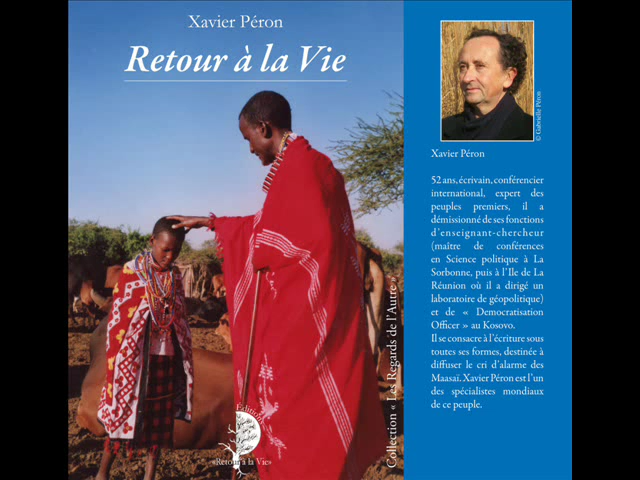 Xavier Péron
Retour à la Vie
Collection « Les Regards de l'Autre »
«Retour à la Vie»
© Gabrielle Péron
Xavier Péron
52 ans, écrivain, conférencier
international, expert des
peuples premiers, il a
démissionné de ses fonctions
d'enseignant-chercheur
(maître de conférences
en Science politique à La
Sorbonne, puis à l'Ile de La
Réunion où il a dirigé un
laboratoire de géopolitique)
et de « Democratisation
Officer » au Kosovo.
Il se consacre à l'écriture sous
toutes ses formes, destinée à
diffuser le cri d'alarme des
Maasaï. Xavier Péron est l'un
des spécialistes mondiaux
de ce peuple.